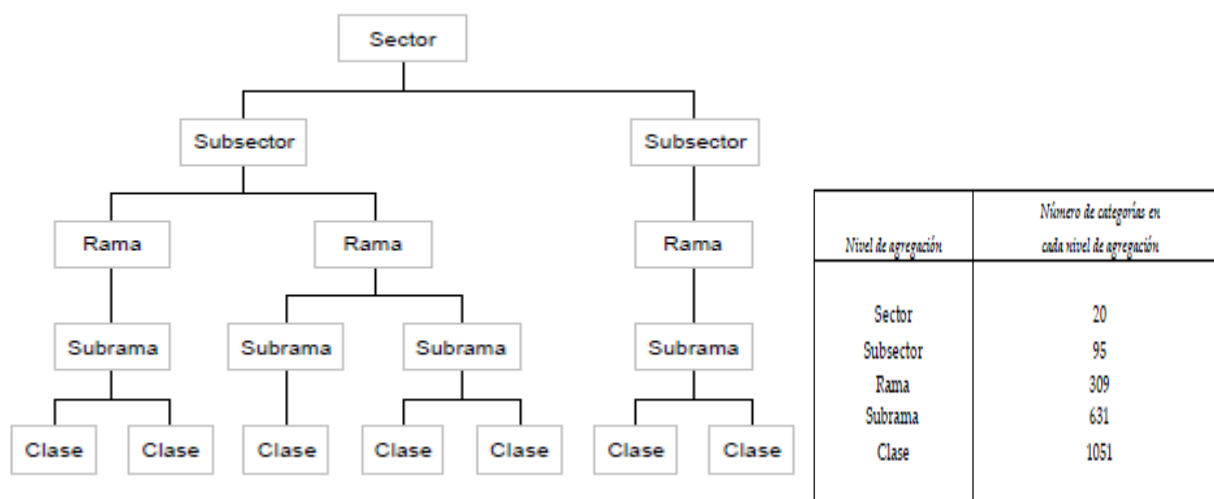 Sector
Subsector Subsector
Rama Rama Rama
Subrama Subrama Subrama Subrama
Clase Clase Clase Clase Clase Clase Clase
Número de categorías en
Nivel de agregación cada nivel de agregación
Sector 20
Subsector 95
Rama 309
Subrama 631
Clase 1051